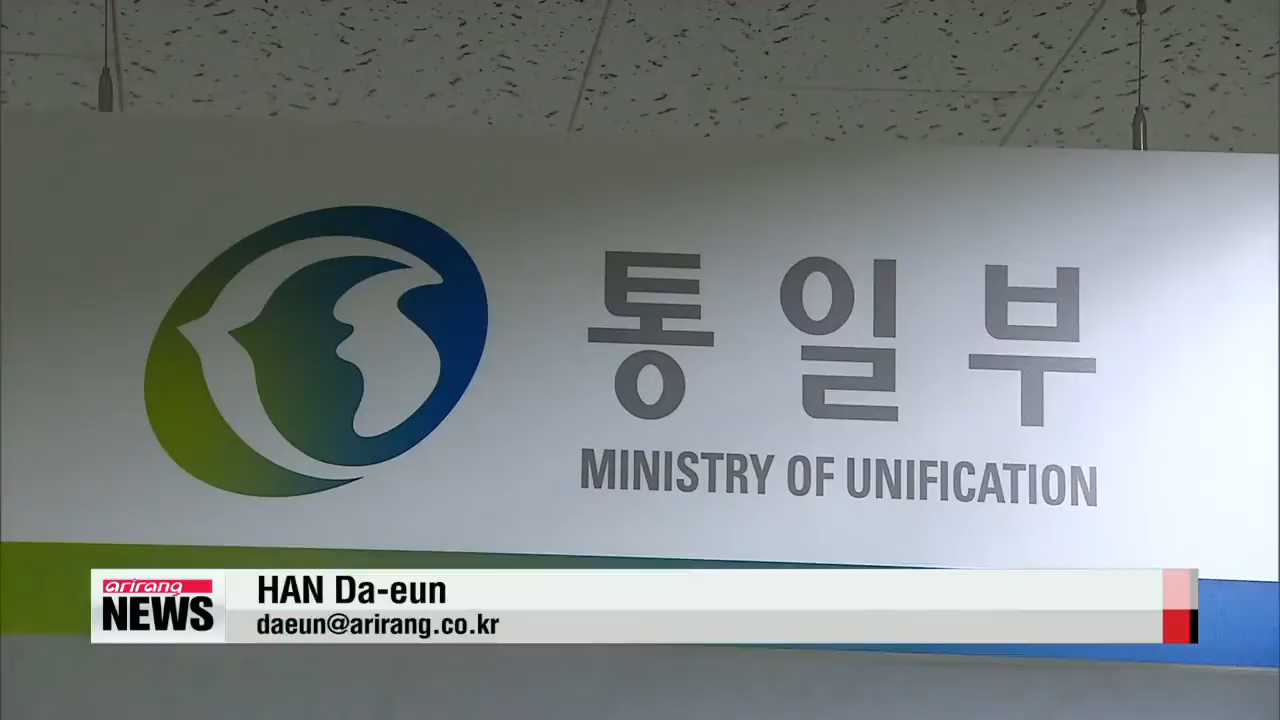 통일부
MINISTRY OF UNIFICATION
arirang
NEWS
HAN Da-eun
daeun@arirang.co.kr